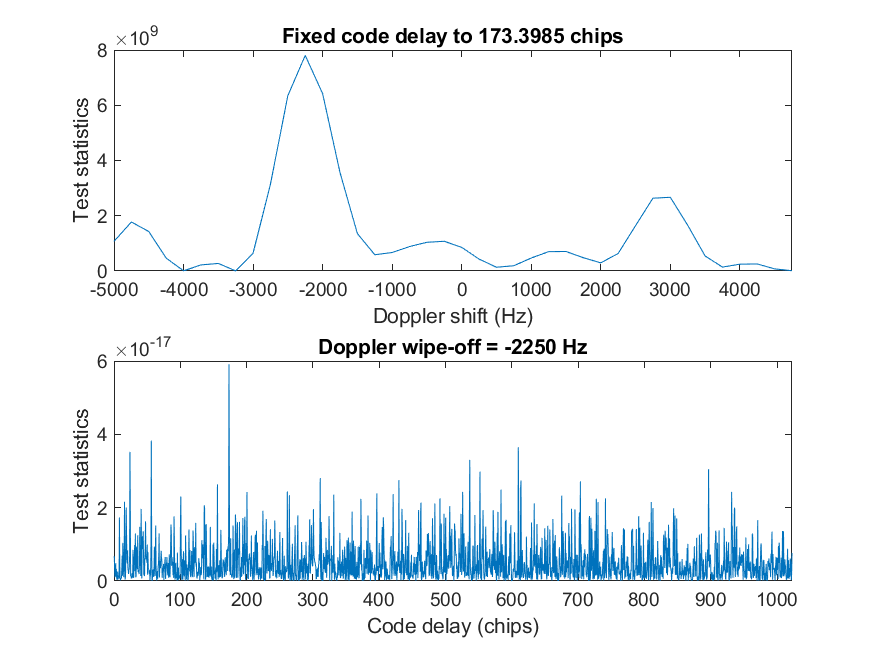 ×10⁹
Fixed code delay to 173.3985 chips
8
6
4
2
0
Test statistics
-5000 -4000 -3000 -2000 -1000 0 1000 2000 3000 4000
Doppler shift (Hz)
×10⁻¹⁷
Doppler wipe-off = -2250 Hz
6
4
2
0
Test statistics
0 100 200 300 400 500 600 700 800 900 1000
Code delay (chips)